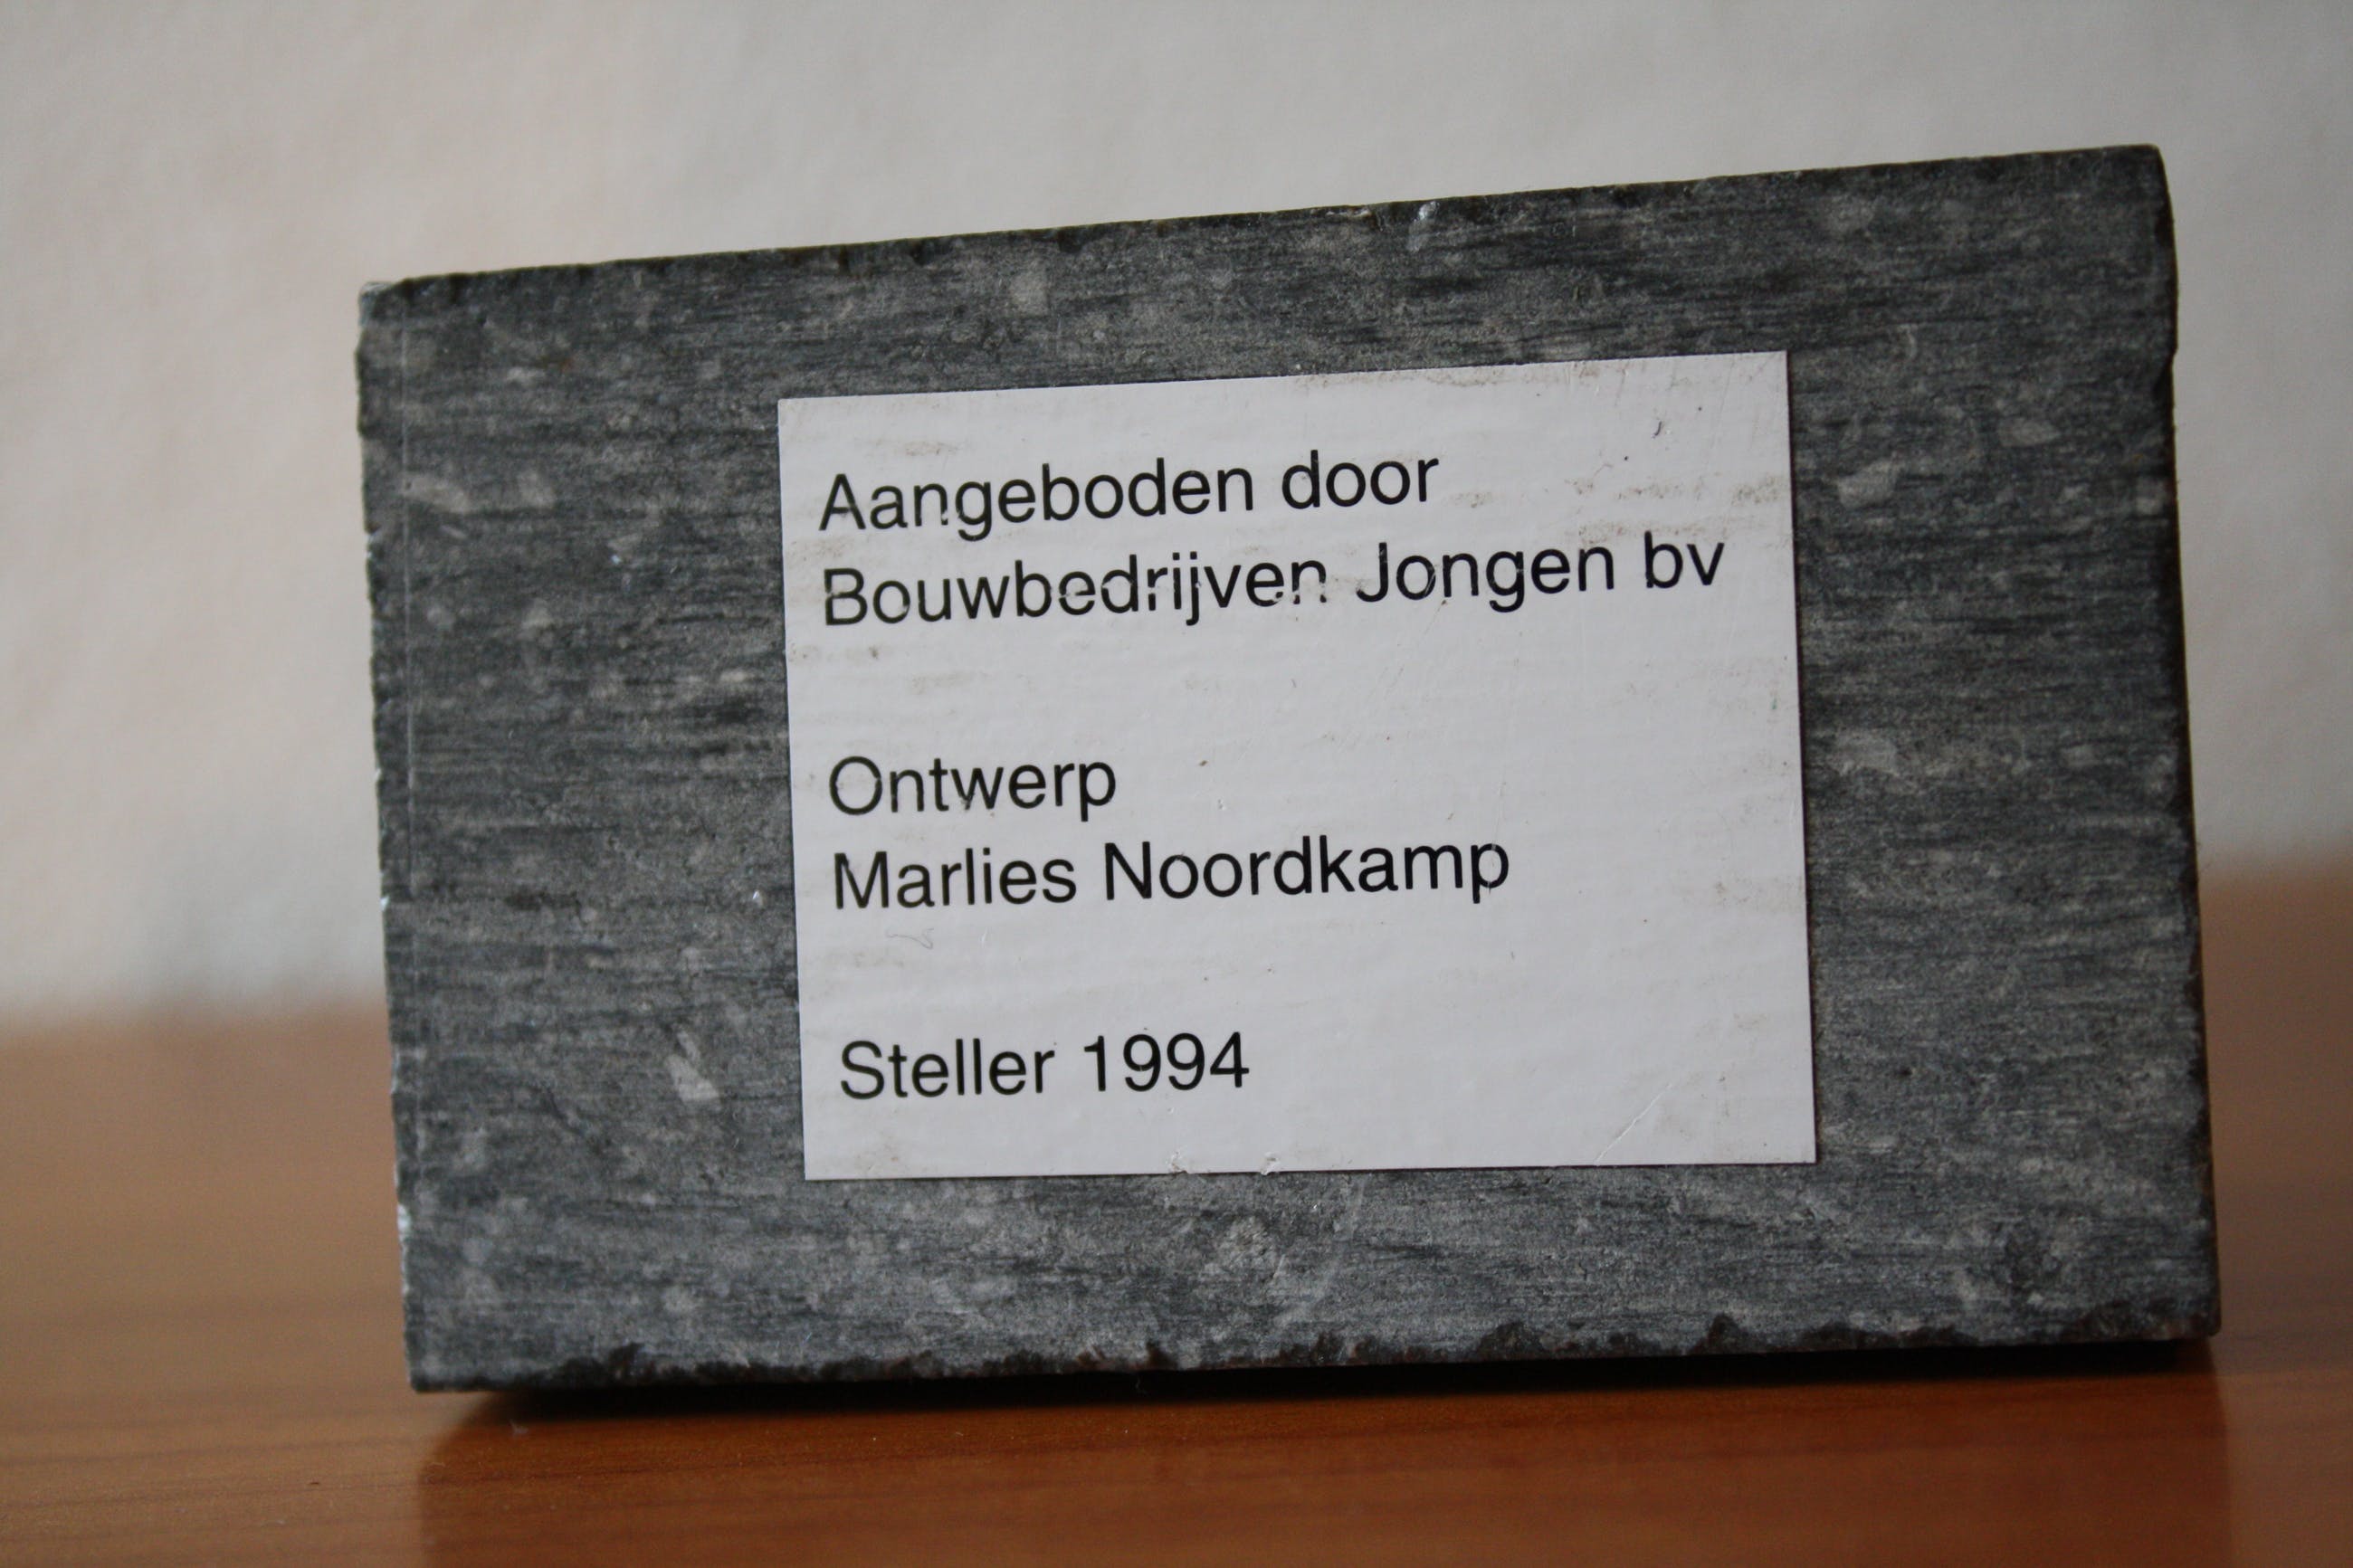 Aangeboden door
Bouwbedrijven Jongen bv
Ontwerp
Marlies Noordkamp
Steller 1994